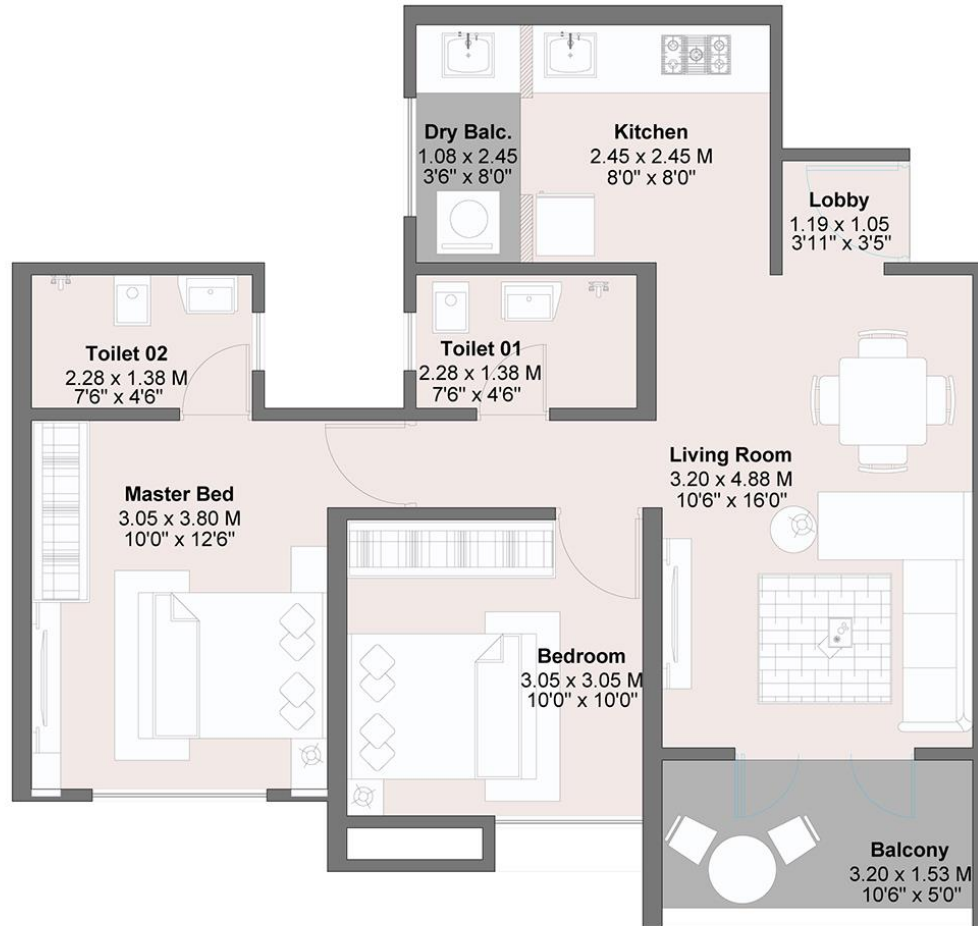 Dry Balc.
1.08 x 2.45
3'6" x 8'0"
Kitchen
2.45 x 2.45 M
8'0" x 8'0"
Lobby
1.19 x 1.05
3'11" x 3'5"
Toilet 02
2.28 x 1.38 M
7'6" x 4'6"
Toilet 01
2.28 x 1.38 M
7'6" x 4'6"
Living Room
3.20 x 4.88 M
10'6" x 16'0"
Master Bed
3.05 x 3.80 M
10'0" x 12'6"
Bedroom
3.05 x 3.05 M
10'0" x 10'0"
Balcony
3.20 x 1.53 M
10'6" x 5'0"